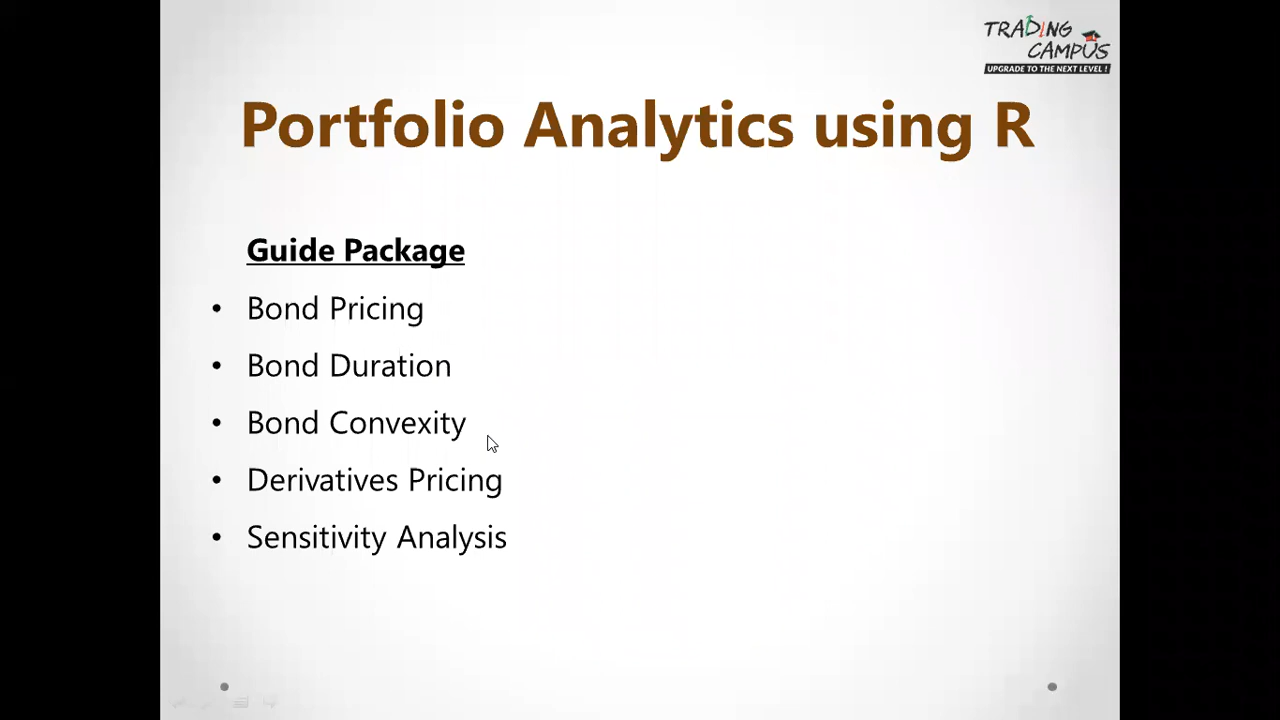 TRADING
CAMPUS
UPGRADE TO THE NEXT LEVEL !
Portfolio Analytics using R
Guide Package
• Bond Pricing
• Bond Duration
• Bond Convexity
• Derivatives Pricing
• Sensitivity Analysis